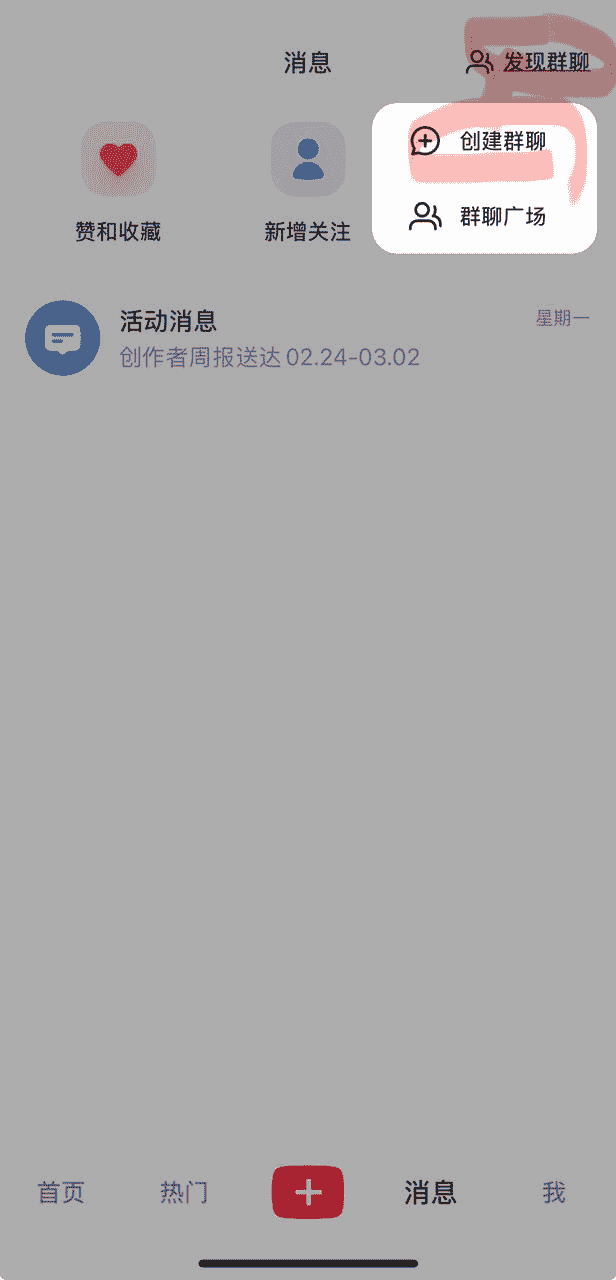 消息
发现群聊
创建群聊
群聊广场
赞和收藏
新增关注
活动消息
星期一
创作者周报送达 02.24-03.02
首页
热门
消息
我